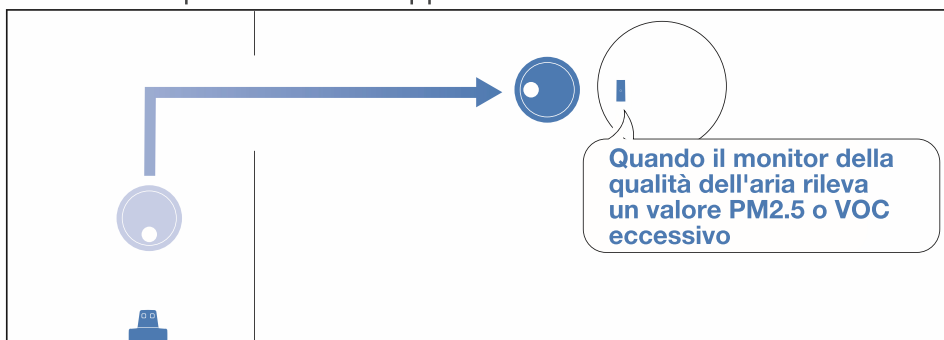 Quando il monitor della
qualità dell'aria rileva
un valore PM2.5 o VOC
eccessivo